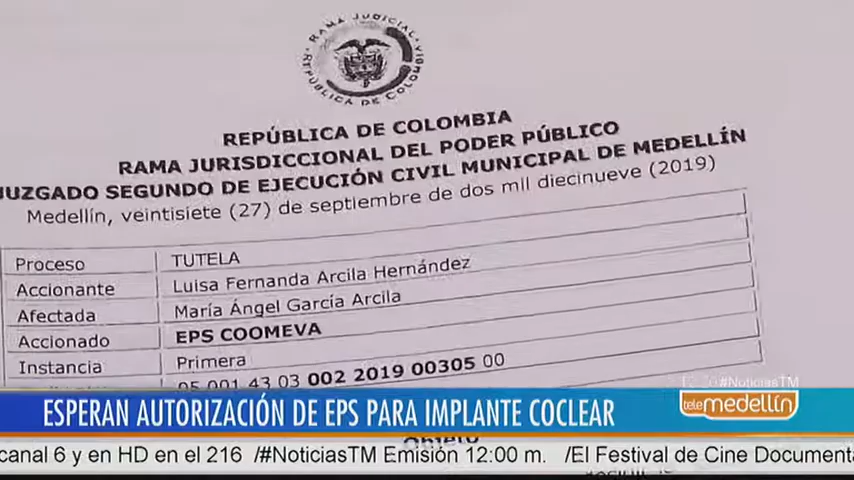 RAMA JUDICIAL
REPÚBLICA DE COLOMBIA
REPÚBLICA DE COLOMBIA
RAMA JURISDICCIONAL DEL PODER PÚBLICO
JUZGADO SEGUNDO DE EJECUCIÓN CIVIL MUNICIPAL DE MEDELLÍN
Medellín, veintisiete (27) de septiembre de dos mil diecinueve (2019)
Proceso TUTELA
Accionante Luisa Fernanda Arcila Hernández
Afectada María Ángel García Arcila
Accionado EPS COOMEVA
Instancia Primera
05 001 43 03 002 2019 00305 00
#NoticiasTM
telemedellín
ESPERAN AUTORIZACIÓN DE EPS PARA IMPLANTE COCLEAR
Objeto
canal 6 y en HD en el 216 /#NoticiasTM Emisión 12:00 m. /El Festival de Cine Documenta